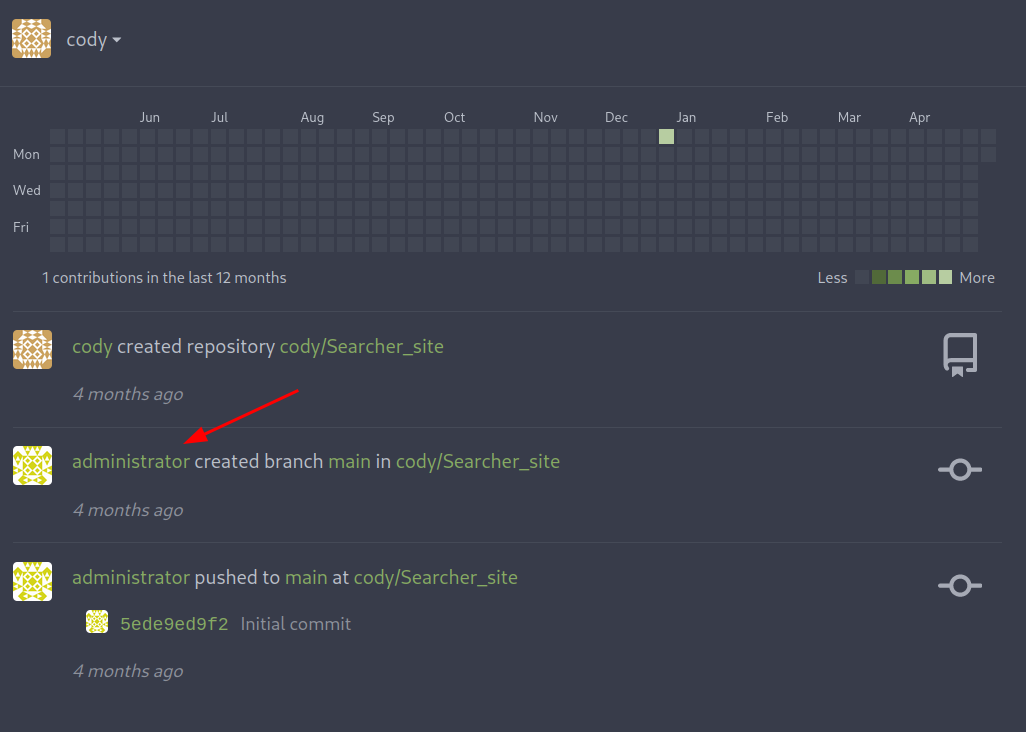 cody
Jun Jul Aug Sep Oct Nov Dec Jan Feb Mar Apr
Mon
Wed
Fri
1 contributions in the last 12 months
Less More
cody created repository cody/Searcher_site
4 months ago
administrator created branch main in cody/Searcher_site
4 months ago
administrator pushed to main at cody/Searcher_site
5ede9ed9f2 Initial commit
4 months ago